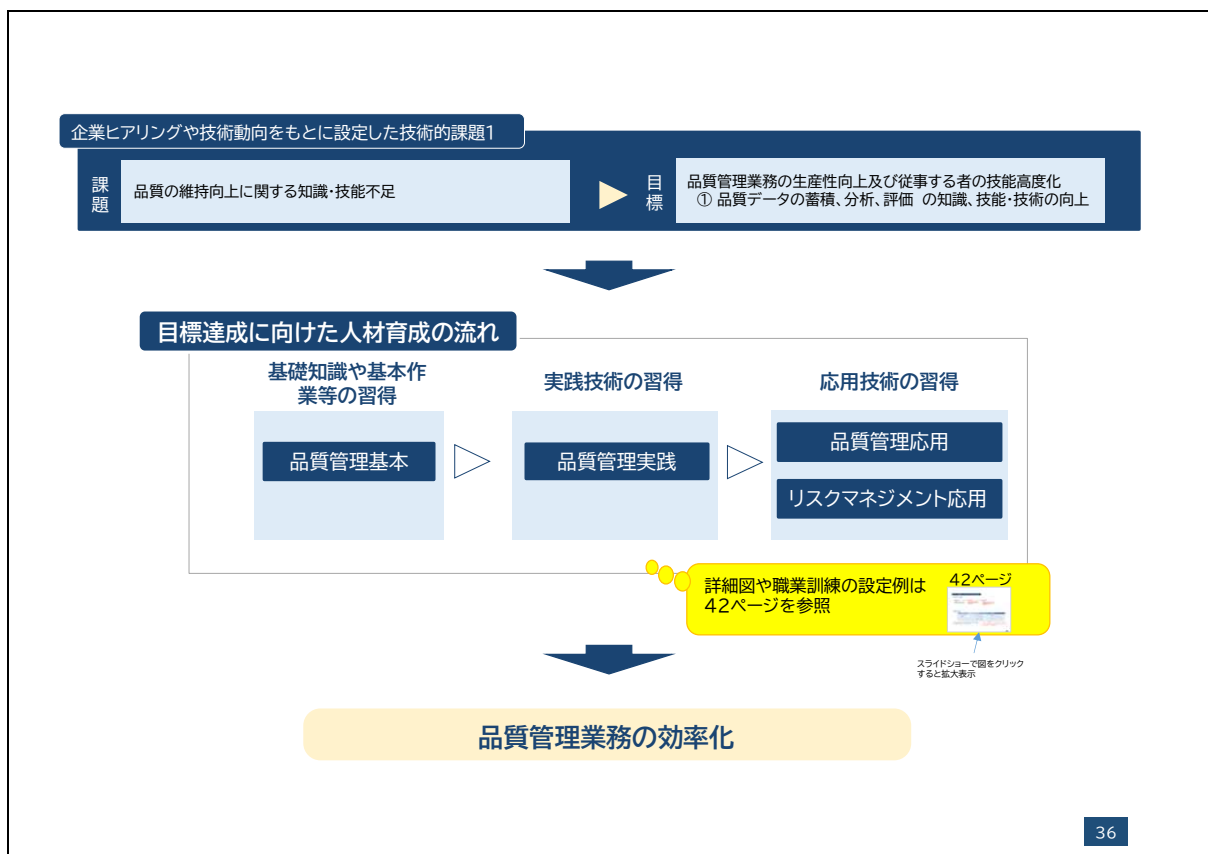 企業ヒアリングや技術動向をもとに設定した技術的課題1
課題
品質の維持向上に関する知識・技能不足
目標
品質管理業務の生産性向上及び従事する者の技能高度化
① 品質データの蓄積、分析、評価 の知識、技能・技術の向上
目標達成に向けた人材育成の流れ
基礎知識や基本作
業等の習得
品質管理基本
実践技術の習得
品質管理実践
応用技術の習得
品質管理応用
リスクマネジメント応用
詳細図や職業訓練の設定例は
42ページを参照
42ページ
スライドショーで図をクリック
すると拡大表示
品質管理業務の効率化
36